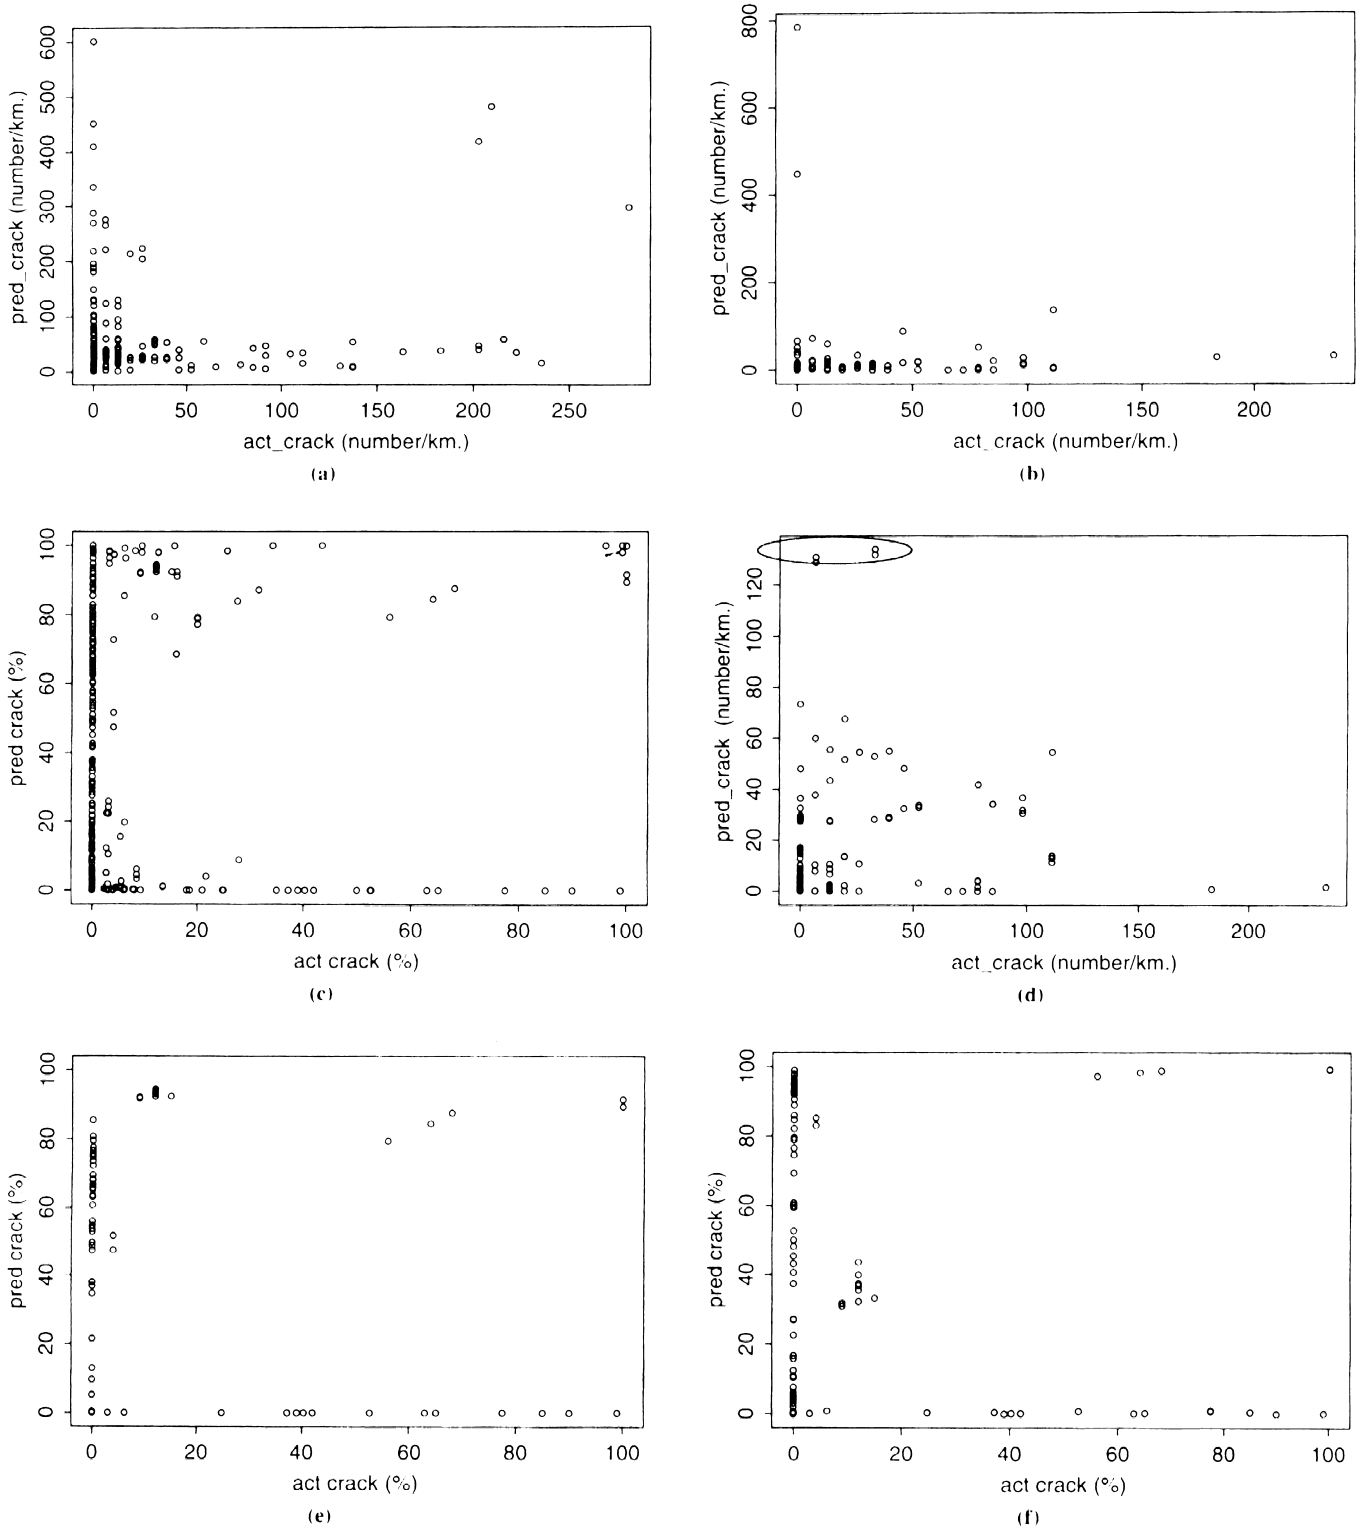 600
500
400
300
200
100
0
pred_crack (number/km.)
0 50 100 150 200 250
act_crack (number/km.)
(a)
800
600
400
200
0
pred_crack (number/km.)
0 50 100 150 200
act_crack (number/km.)
(b)
100
80
60
40
20
0
pred crack (%)
0 20 40 60 80 100
act crack (%)
(c)
120
100
80
60
40
20
0
pred_crack (number/km.)
0 50 100 150 200
act_crack (number/km.)
(d)
100
80
60
40
20
0
pred crack (%)
0 20 40 60 80 100
act crack (%)
(e)
100
80
60
40
20
0
pred crack (%)
0 20 40 60 80 100
act crack (%)
(f)